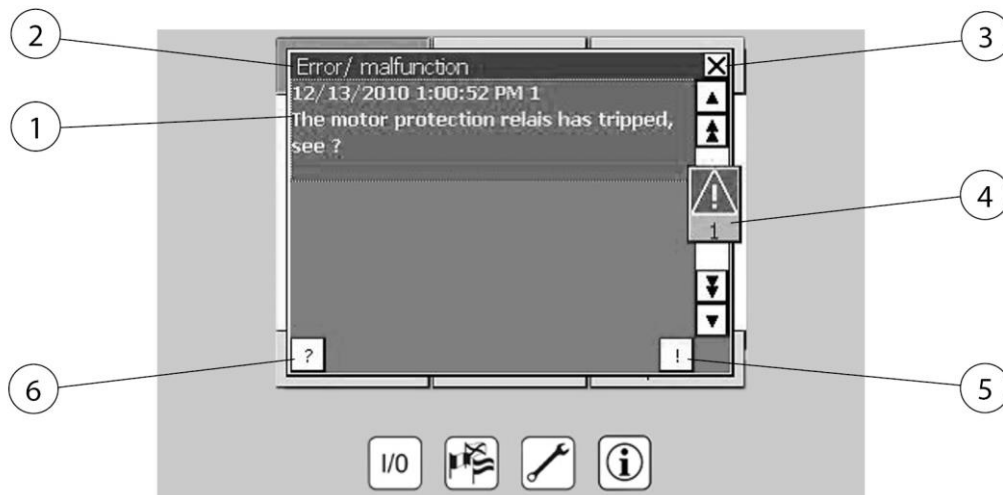 2
3
Error/ malfunction
X
12/13/2010 1:00:52 PM 1
1
The motor protection relais has tripped,
see ?
!
1
4
?
!
6
5
I/0
i